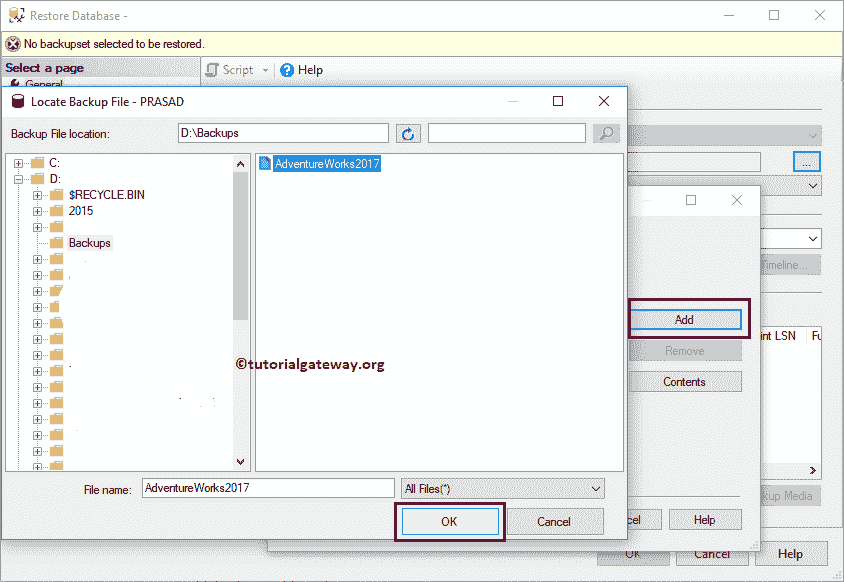 Restore Database -
No backupset selected to be restored.
Select a page
Script
Help
General
Locate Backup File - PRASAD
Backup File location:
D:\Backups
...
C:
AdventureWorks2017
D:
$RECYCLE.BIN
2015
Backups
Timeline...
Add
int LSN
Fu
Remove
©tutorialgateway.org
Contents
File name:
AdventureWorks2017
All Files(*)
kup Media
OK
Cancel
cel
Help
OK
Cancel
Help